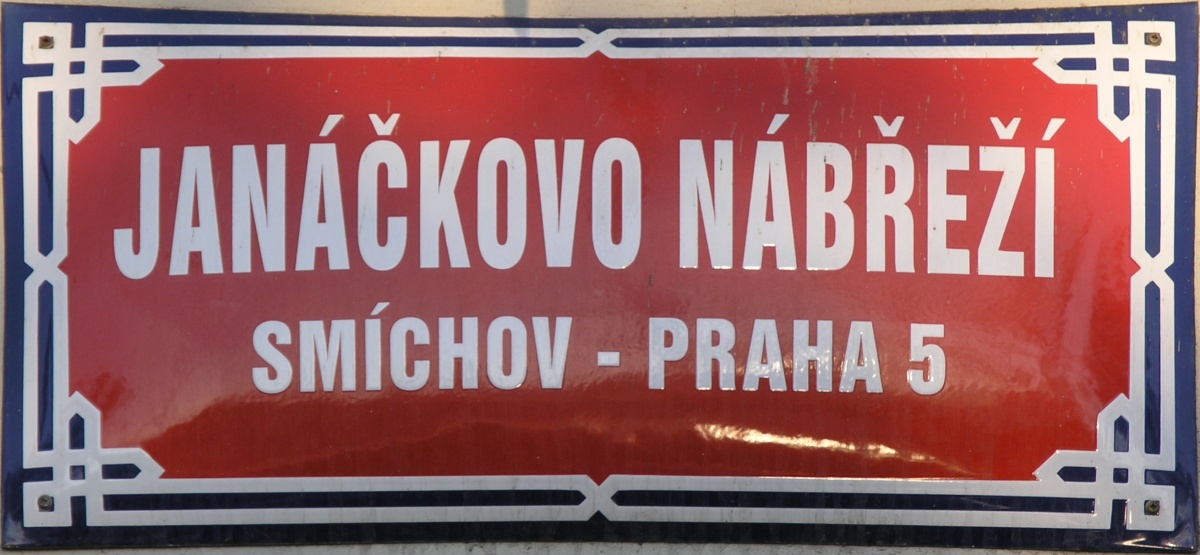 JANÁČKOVO NÁBŘEŽÍ
SMÍCHOV - PRAHA 5